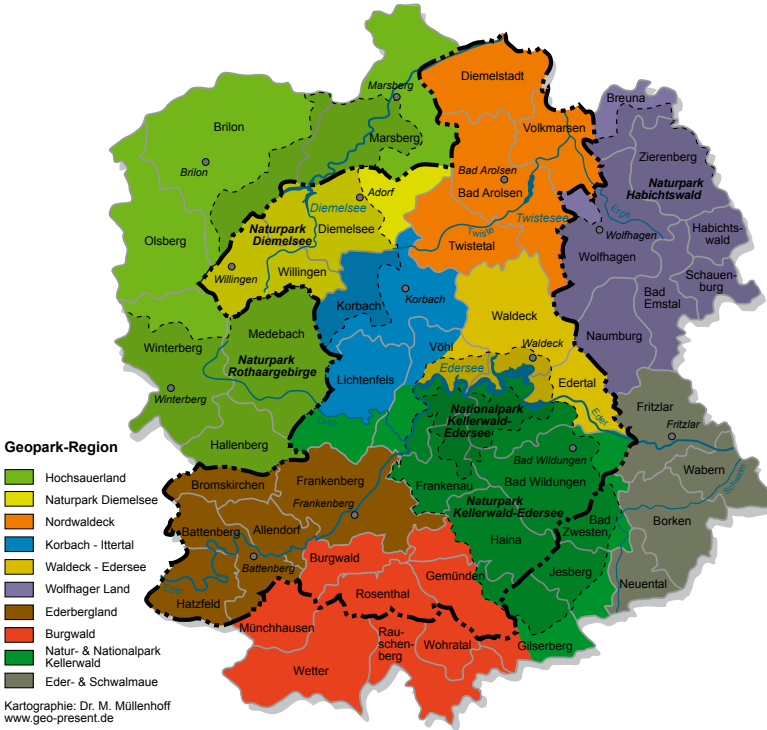 Diemelstadt
Marsberg
Breuna
Brilon
Volkmarsen
Marsberg
Zierenberg
Brilon
Bad Arolsen
Naturpark
Habichtswald
Adorf
Bad Arolsen
Diemelsee
Twistesee
Erpe
Naturpark
Diemelsee
Diemelsee
Twiste
Wolfhagen
Habichts-
wald
Olsberg
Twistetal
Wolfhagen
Willingen
Willingen
Schauen-
burg
Korbach
Korbach
Bad
Emstal
Waldeck
Medebach
Naumburg
Winterberg
Vöhl
Waldeck
Naturpark
Rothaargebirge
Edersee
Lichtenfels
Edertal
Winterberg
Fritzlar
Nationalpark
Kellerwald-
Edersee
Eder
Orke
Fritzlar
Hallenberg
Geopark-Region
Bad Wildungen
Wabern
Hochsauerland
Bromskirchen
Frankenberg
Frankenau
Bad Wildungen
Schwalm
Naturpark Diemelsee
Naturpark
Kellerwald-Edersee
Frankenberg
Nordwaldeck
Battenberg
Allendorf
Bad
Zwesten
Borken
Korbach - Ittertal
Haina
Burgwald
Waldeck - Edersee
Battenberg
Jesberg
Gemünden
Neuental
Eder
Wolfhager Land
Hatzfeld
Rosenthal
Ederbergland
Burgwald
Münchhausen
Rau-
schen-
berg
Wohratal
Gilserberg
Natur- & Nationalpark
Kellerwald
Wetter
Eder- & Schwalmaue
Kartographie: Dr. M. Müllenhoff
www.geo-present.de